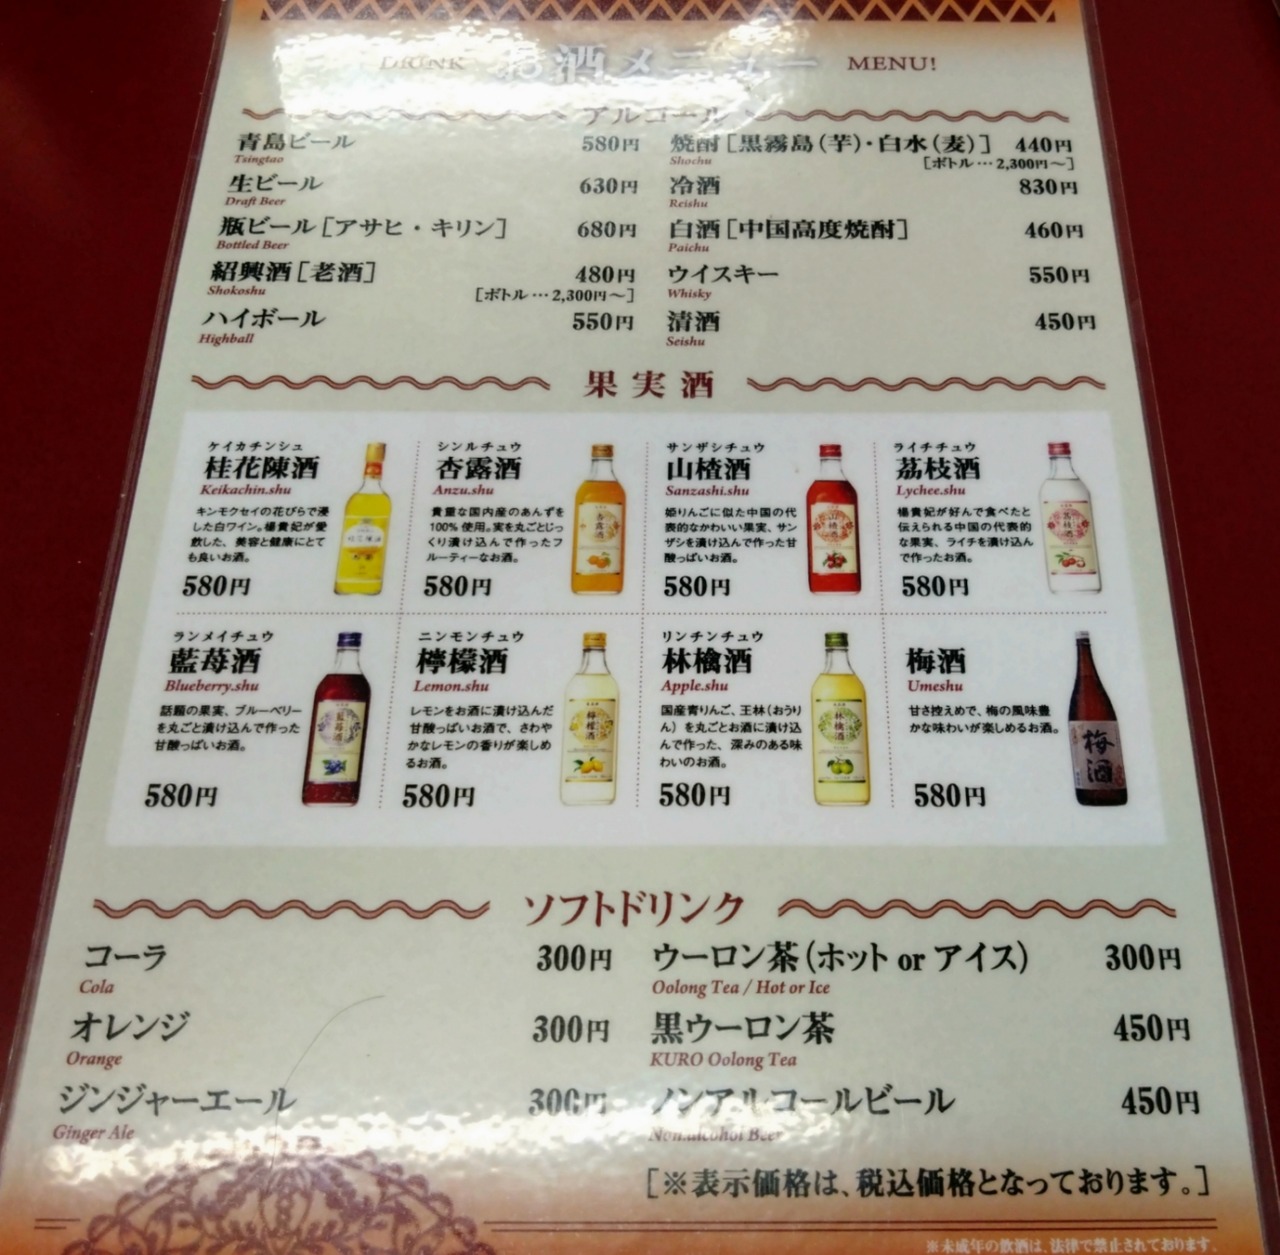 DRINK お酒メニュー MENU!
アルコール
青島ビール 580円
Tsingtao
生ビール 630円
Draft Beer
瓶ビール［アサヒ・キリン］ 680円
Bottled Beer
紹興酒［老酒］ 480円
Shokoshu ［ボトル…2,300円〜］
ハイボール 550円
Highball
焼酎［黒霧島（芋）・白水（麦）］ 440円
Shochu ［ボトル…2,300円〜］
冷酒 830円
Reishu
白酒［中国高度焼酎］ 460円
Paichu
ウイスキー 550円
Whisky
清酒 450円
Seishu
果実酒
ケイカチンシュ
桂花陳酒
Keikachin.shu
キンモクセイの花びらで浸
した白ワイン。楊貴妃が愛
飲した、美容と健康にとて
も良いお酒。
580円
シンルチュウ
杏露酒
Anzu.shu
貴重な国内産のあんずを
100%使用。実を丸ごとじっ
くり漬け込んで作ったフ
ルーティーなお酒。
580円
サンザシチュウ
山楂酒
Sanzashi.shu
姫りんごに似た中国の代
表的なかわいい果実、サン
ザシを漬け込んで作った甘
酸っぱいお酒。
580円
ライチチュウ
茘枝酒
Lychee.shu
楊貴妃が好んで食べたと
伝えられる中国の代表的
な果実、ライチを漬け込ん
で作ったお酒。
580円
ランメイチュウ
藍苺酒
Blueberry.shu
話題の果実、ブルーベリー
を丸ごと漬け込んで作った
甘酸っぱいお酒。
580円
ニンモンチュウ
檸檬酒
Lemon.shu
レモンをお酒に漬け込んだ
甘酸っぱいお酒で、さわや
かなレモンの香りが楽しめ
るお酒。
580円
リンチンチュウ
林檎酒
Apple.shu
国産青りんご、王林（おうり
ん）を丸ごとお酒に漬け込
んで作った、深みのある味
わいのお酒。
580円
梅酒
Umeshu
甘さ控えめで、梅の風味豊
かな味わいが楽しめるお酒。
580円
梅酒
ソフトドリンク
コーラ 300円
Cola
オレンジ 300円
Orange
ジンジャーエール 300円
Ginger Ale
ウーロン茶（ホット or アイス） 300円
Oolong Tea / Hot or Ice
黒ウーロン茶 450円
KURO Oolong Tea
ノンアルコールビール 450円
Non.alcohol Beer
［※表示価格は、税込価格となっております。］
※未成年の飲酒は、法律で禁止されております。